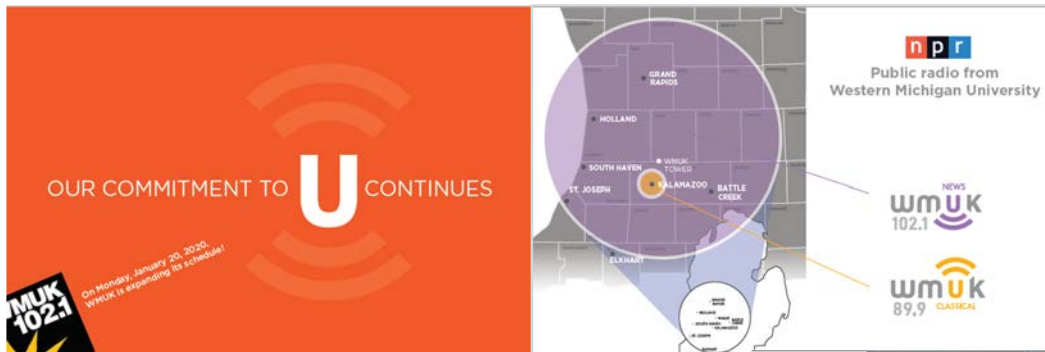 OUR COMMITMENT TO U CONTINUES
On Monday, January 20, 2020,
WMUK is expanding its schedule!
WMUK
102.1
GRAND
RAPIDS
HOLLAND
WMUK
TOWER
SOUTH HAVEN
KALAMAZOO
ST. JOSEPH
BATTLE
CREEK
ELKHART
npr
Public radio from
Western Michigan University
NEWS
wmuk
102.1
wmuk
89.9 CLASSICAL